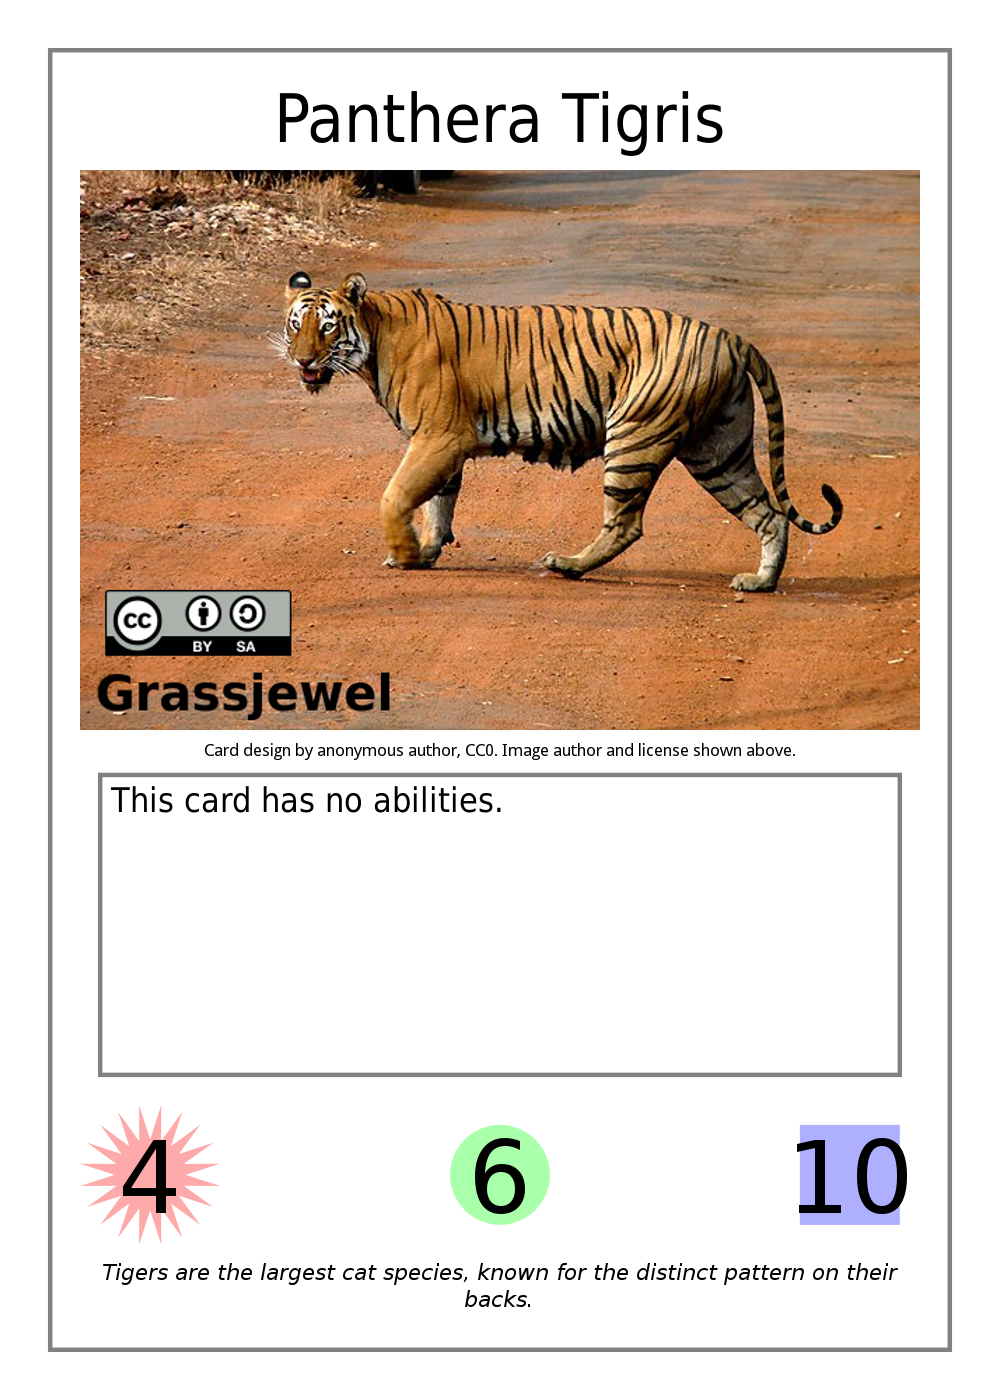 Panthera Tigris
cc
BY SA
Grassjewel
Card design by anonymous author, CC0. Image author and license shown above.
This card has no abilities.
4 6 10
Tigers are the largest cat species, known for the distinct pattern on their
backs.